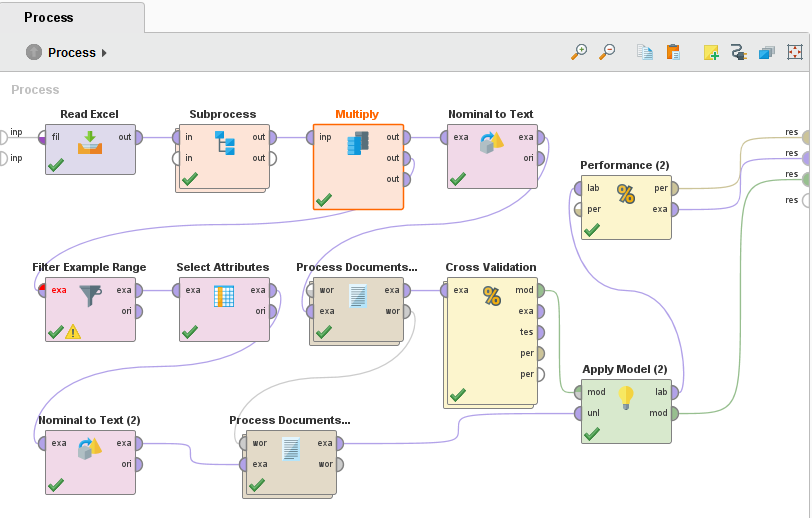 Process
Process
Process
inp
inp
Read Excel
fil
out
Subprocess
in
out
in
out
Multiply
inp
out
out
out
Nominal to Text
exa
exa
ori
Performance (2)
lab
per
per
exa
res
res
res
res
Filter Example Range
exa
exa
ori
Select Attributes
exa
exa
ori
Process Documents...
wor
exa
exa
wor
Cross Validation
exa
mod
exa
tes
per
per
Apply Model (2)
mod
lab
unl
mod
Nominal to Text (2)
exa
exa
ori
Process Documents...
wor
exa
exa
wor